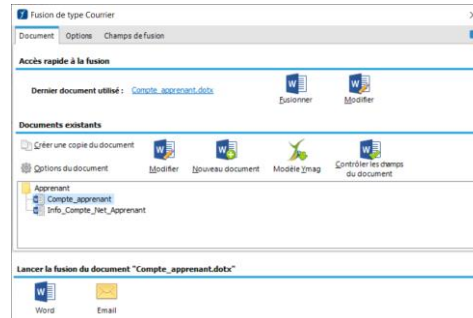 Fusion de type Courrier
Document Options Champs de fusion
Accès rapide à la fusion
Dernier document utilisé : Compte_apprenant.dotx
Fusionner Modifier
Documents existants
Créer une copie du document
Options du document
Modifier Nouveau document Modèle Ymag Contrôler les champs du document
Apprenant
Compte_apprenant
Info_Compte_Net_Apprenant
Lancer la fusion du document "Compte_apprenant.dotx"
Word Email